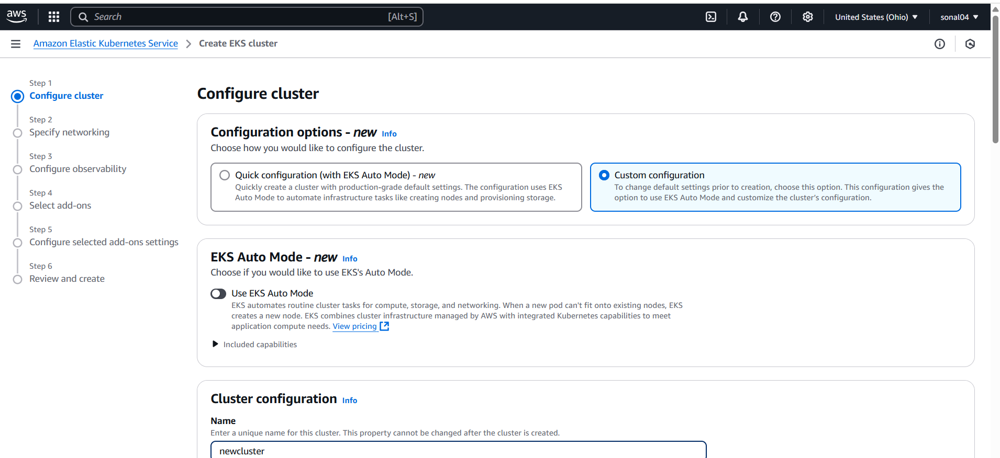 aws
Search
[Alt+S]
United States (Ohio)
sonal04
Amazon Elastic Kubernetes Service
Create EKS cluster
Step 1
Configure cluster
Step 2
Specify networking
Step 3
Configure observability
Step 4
Select add-ons
Step 5
Configure selected add-ons settings
Step 6
Review and create
Configure cluster
Configuration options - new Info
Choose how you would like to configure the cluster.
Quick configuration (with EKS Auto Mode) - new
Quickly create a cluster with production-grade default settings. The configuration uses EKS
Auto Mode to automate infrastructure tasks like creating nodes and provisioning storage.
Custom configuration
To change default settings prior to creation, choose this option. This configuration gives the
option to use EKS Auto Mode and customize the cluster’s configuration.
EKS Auto Mode - new Info
Choose if you would like to use EKS's Auto Mode.
Use EKS Auto Mode
EKS automates routine cluster tasks for compute, storage, and networking. When a new pod can't fit onto existing nodes, EKS
creates a new node. EKS combines cluster infrastructure managed by AWS with integrated Kubernetes capabilities to meet
application compute needs. View pricing
Included capabilities
Cluster configuration Info
Name
Enter a unique name for this cluster. This property cannot be changed after the cluster is created.
newcluster